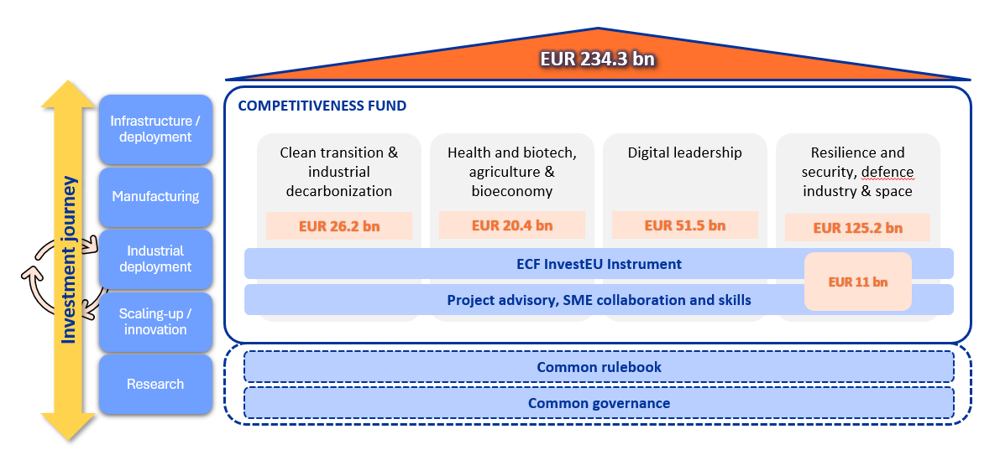 EUR 234.3 bn
COMPETITIVENESS FUND
Investment journey
Infrastructure /
deployment
Manufacturing
Industrial
deployment
Scaling-up /
innovation
Research
Clean transition &
industrial
decarbonization
EUR 26.2 bn
Health and biotech,
agriculture &
bioeconomy
EUR 20.4 bn
Digital leadership
EUR 51.5 bn
Resilience and
security, defence
industry & space
EUR 125.2 bn
ECF InvestEU Instrument
Project advisory, SME collaboration and skills
EUR 11 bn
Common rulebook
Common governance